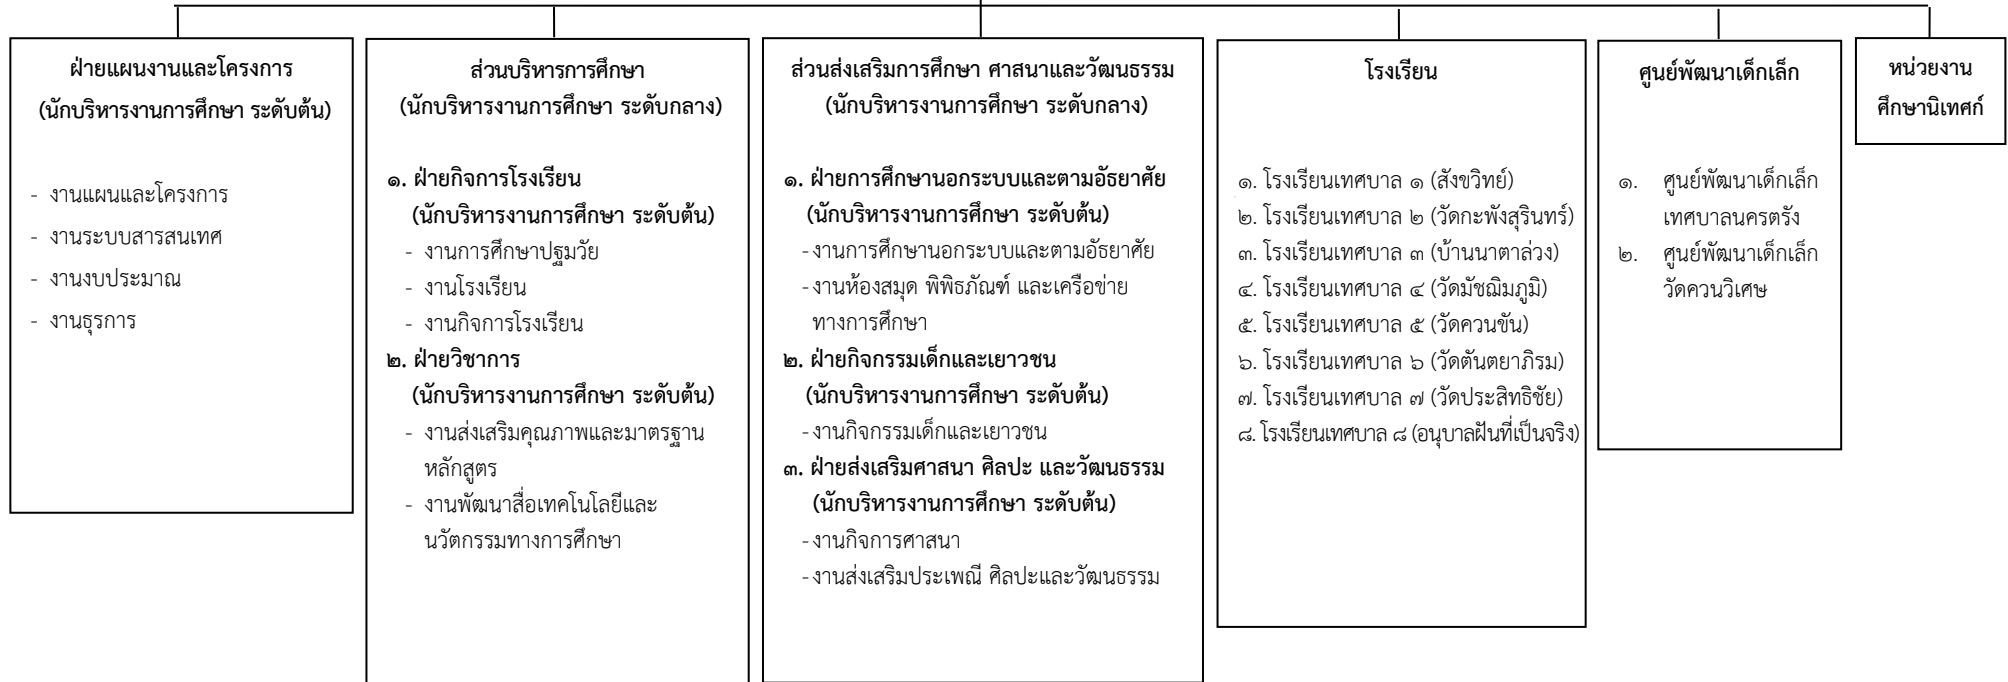 ฝ่ายแผนงานและโครงการ
(นักบริหารงานการศึกษา ระดับต้น)
- งานแผนและโครงการ
- งานระบบสารสนเทศ
- งานงบประมาณ
- งานธุรการ
ส่วนบริหารการศึกษา
(นักบริหารงานการศึกษา ระดับกลาง)
๑. ฝ่ายกิจการโรงเรียน
(นักบริหารงานการศึกษา ระดับต้น)
- งานการศึกษาปฐมวัย
- งานโรงเรียน
- งานกิจการโรงเรียน
๒. ฝ่ายวิชาการ
(นักบริหารงานการศึกษา ระดับต้น)
- งานส่งเสริมคุณภาพและมาตรฐาน
หลักสูตร
- งานพัฒนาสื่อเทคโนโลยีและ
นวัตกรรมทางการศึกษา
ส่วนส่งเสริมการศึกษา ศาสนาและวัฒนธรรม
(นักบริหารงานการศึกษา ระดับกลาง)
๑. ฝ่ายการศึกษานอกระบบและตามอัธยาศัย
(นักบริหารงานการศึกษา ระดับต้น)
- งานการศึกษานอกระบบและตามอัธยาศัย
- งานห้องสมุด พิพิธภัณฑ์ และเครือข่าย
ทางการศึกษา
๒. ฝ่ายกิจกรรมเด็กและเยาวชน
(นักบริหารงานการศึกษา ระดับต้น)
- งานกิจกรรมเด็กและเยาวชน
๓. ฝ่ายส่งเสริมศาสนา ศิลปะ และวัฒนธรรม
(นักบริหารงานการศึกษา ระดับต้น)
- งานกิจการศาสนา
- งานส่งเสริมประเพณี ศิลปะและวัฒนธรรม
โรงเรียน
๑. โรงเรียนเทศบาล ๑ (สังขวิทย์)
๒. โรงเรียนเทศบาล ๒ (วัดกะพังสุรินทร์)
๓. โรงเรียนเทศบาล ๓ (บ้านนาตาล่วง)
๔. โรงเรียนเทศบาล ๔ (วัดมัชฌิมภูมิ)
๕. โรงเรียนเทศบาล ๕ (วัดควนขัน)
๖. โรงเรียนเทศบาล ๖ (วัดตันตยาภิรม)
๗. โรงเรียนเทศบาล ๗ (วัดประสิทธิชัย)
๘. โรงเรียนเทศบาล ๘ (อนุบาลฝันที่เป็นจริง)
ศูนย์พัฒนาเด็กเล็ก
๑. ศูนย์พัฒนาเด็กเล็ก
เทศบาลนครตรัง
๒. ศูนย์พัฒนาเด็กเล็ก
วัดควนวิเศษ
หน่วยงาน
ศึกษานิเทศก์